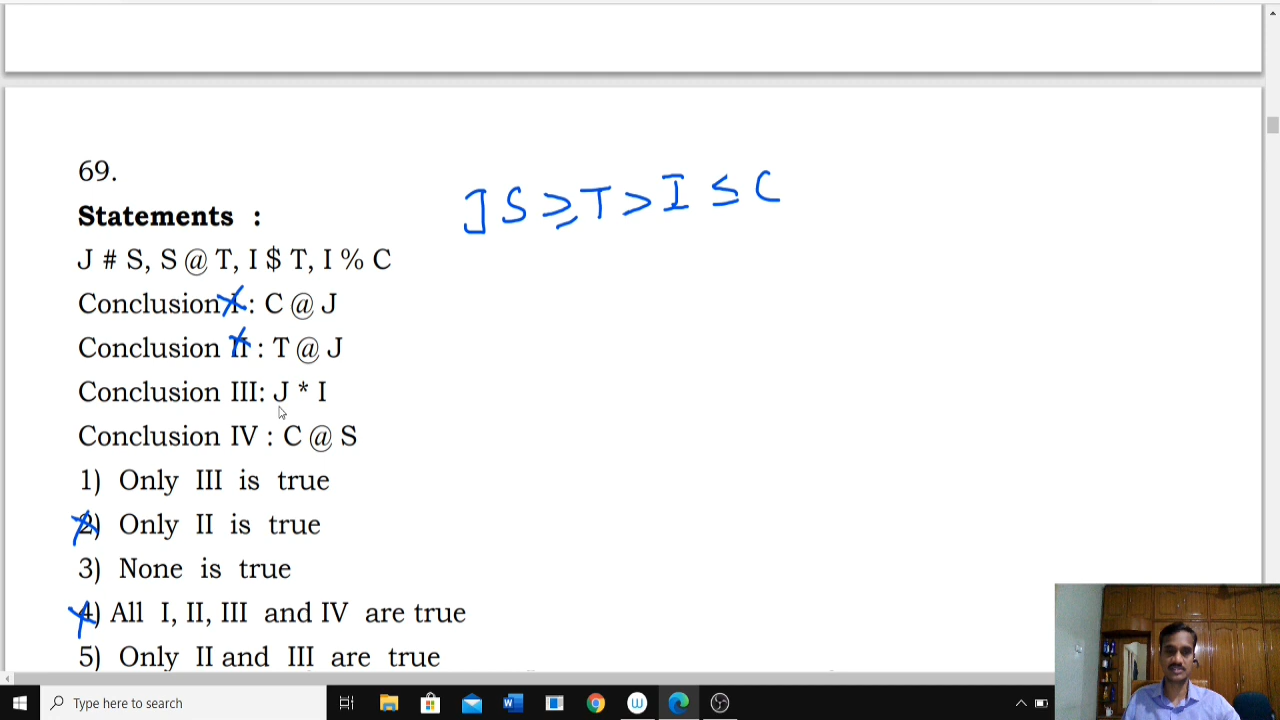 69.
J S ≥ T > I ≤ C
Statements :
J # S, S @ T, I $ T, I % C
Conclusion I : C @ J
Conclusion II : T @ J
Conclusion III: J * I
Conclusion IV : C @ S
1) Only III is true
2) Only II is true
3) None is true
4) All I, II, III and IV are true
5) Only II and III are true
Type here to search